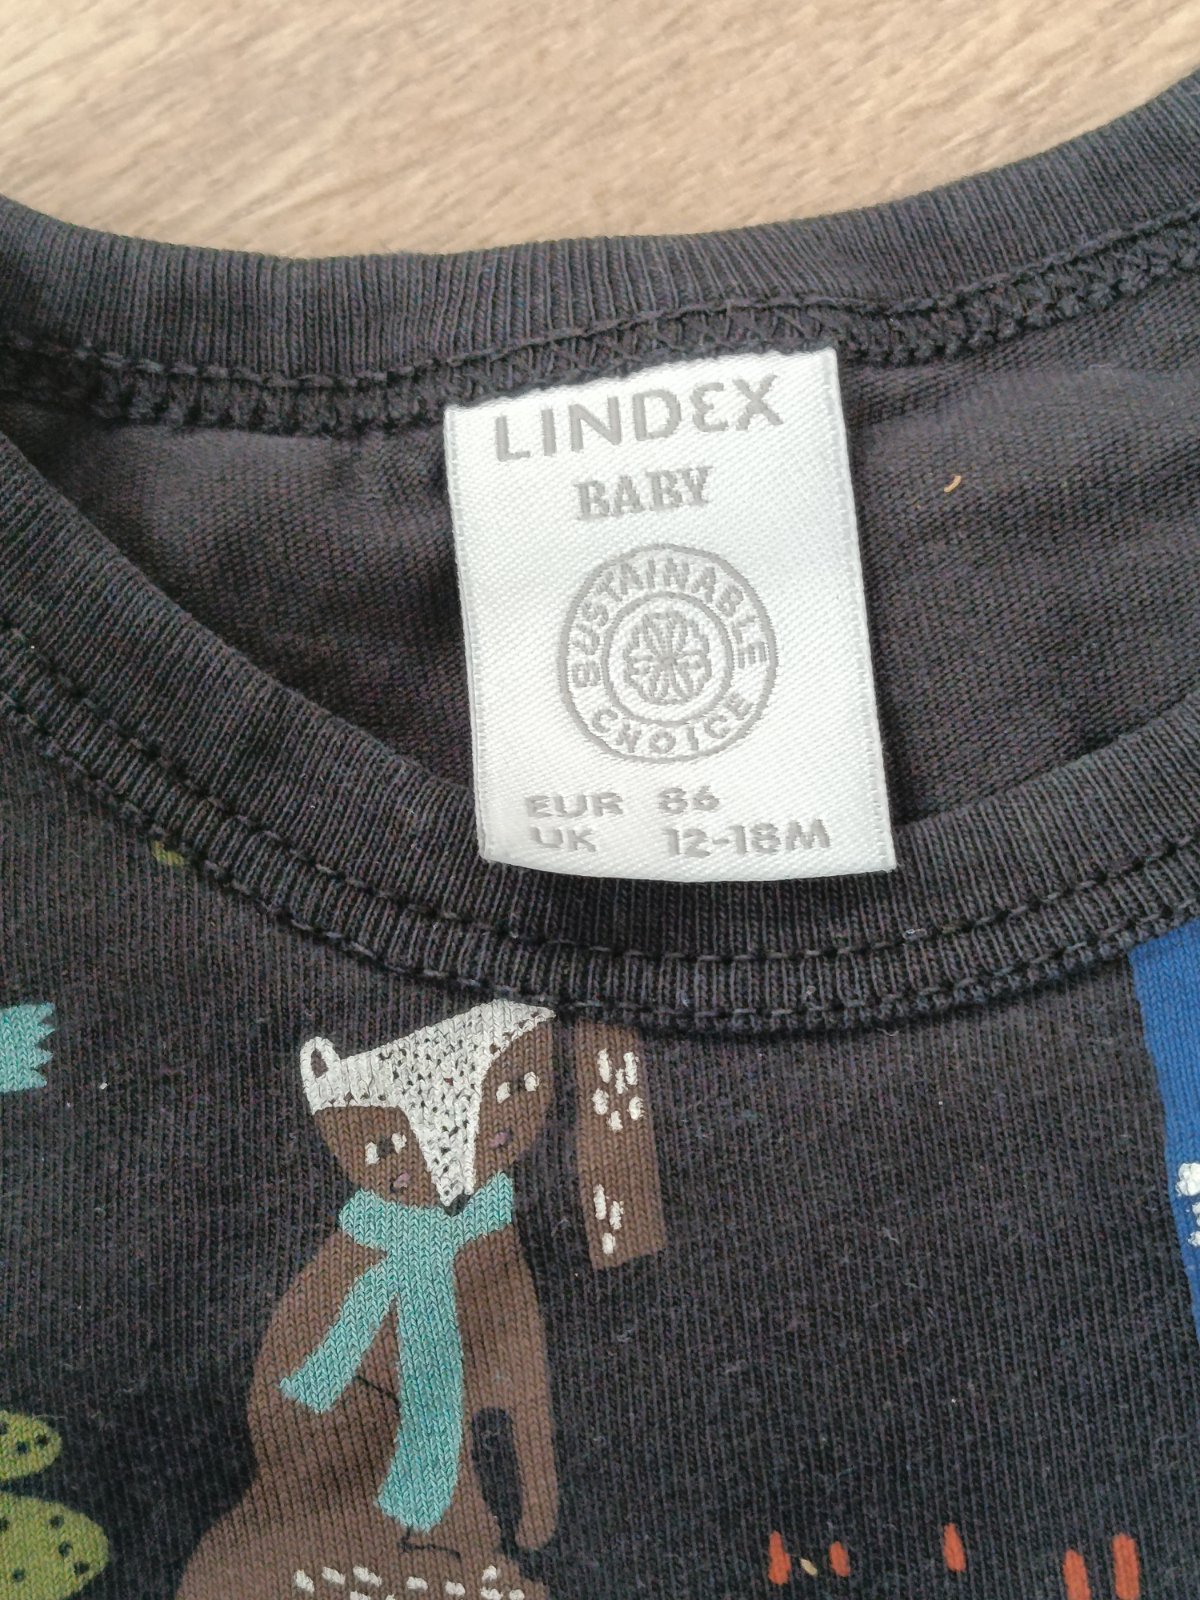 LINDEX
BABY
SUSTAINABLE
CHOICE
EUR 86
UK 12-18M